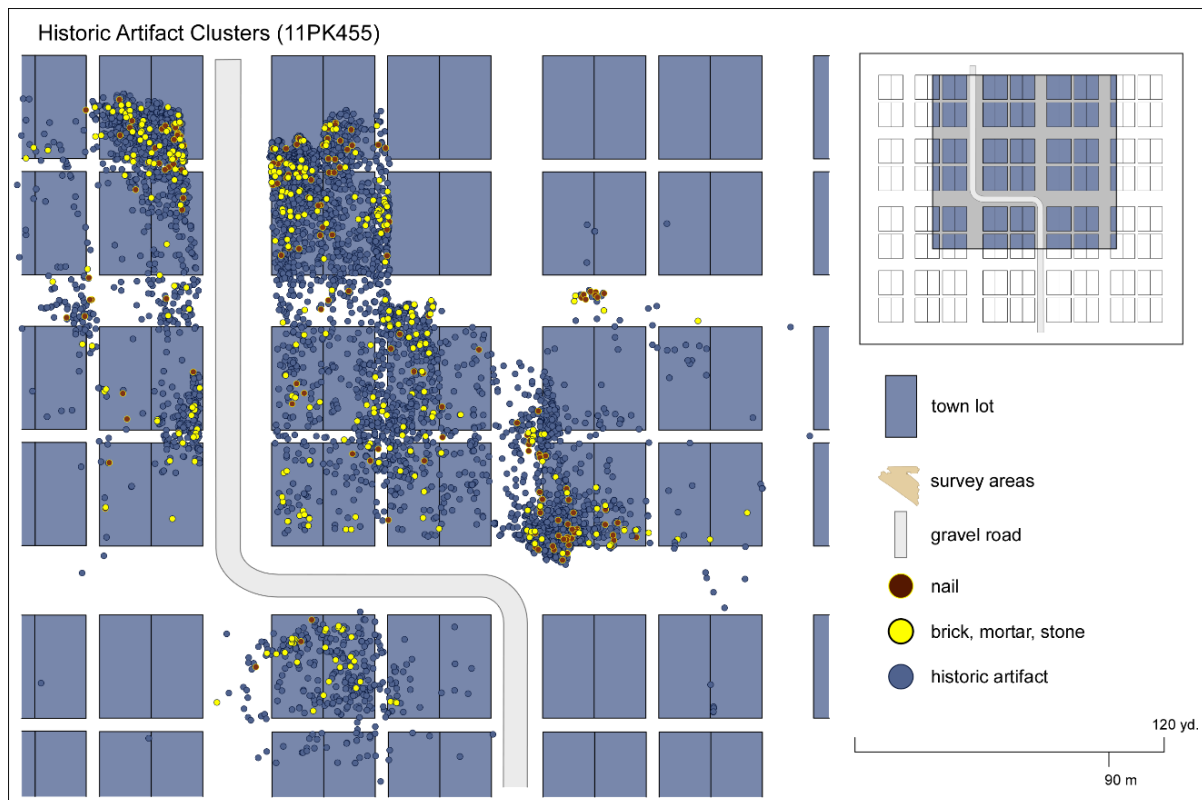 Historic Artifact Clusters (11PK455)
town lot
survey areas
gravel road
nail
brick, mortar, stone
historic artifact
120 yd.
90 m